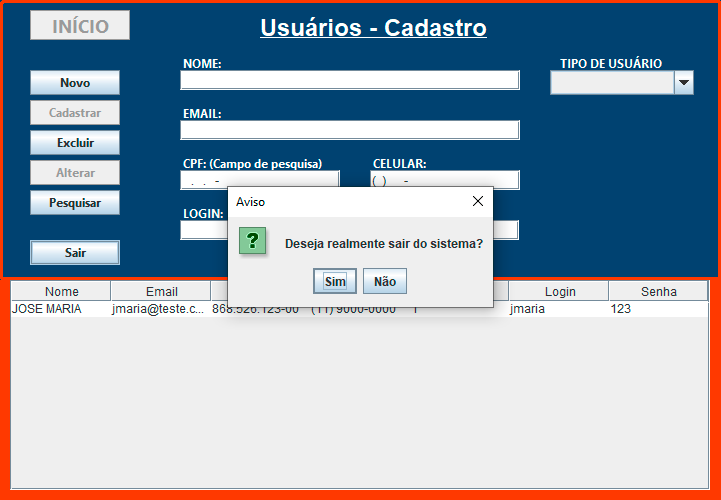 INÍCIO
Usuários - Cadastro
NOME:
TIPO DE USUÁRIO
Novo
Cadastrar
EMAIL:
Excluir
CPF: (Campo de pesquisa)
CELULAR:
Alterar
. . -
( ) -
Pesquisar
LOGIN:
Sair
Aviso
?
Deseja realmente sair do sistema?
Sim
Não
Nome Email Login Senha
JOSE MARIA jmaria@teste.c... 868.526.123-00 (11) 9000-0000 1 jmaria 123